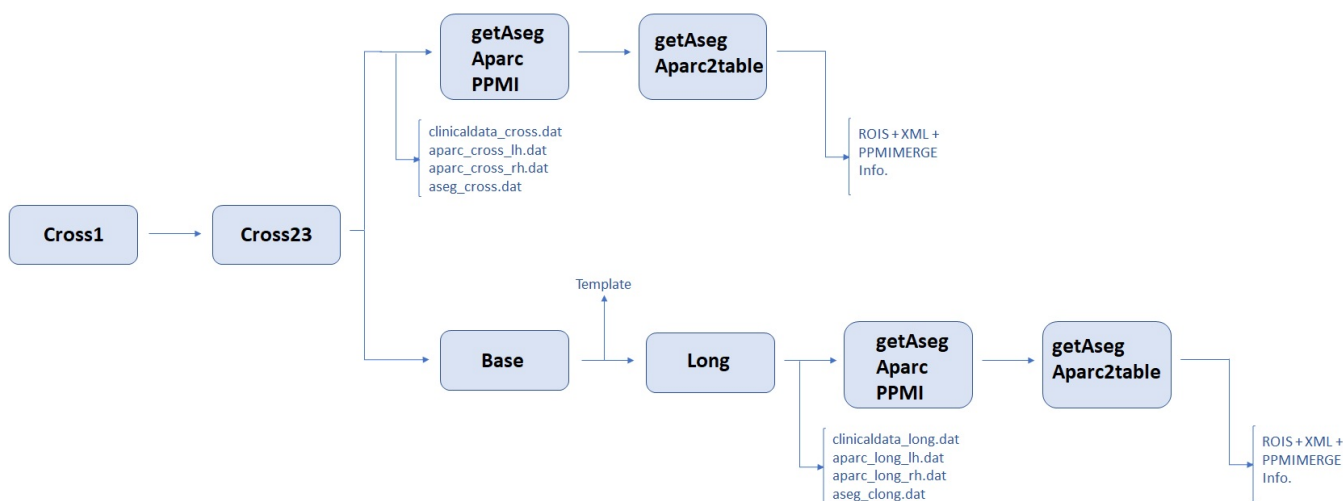 getAseg
Aparc
PPMI
getAseg
Aparc2table
clinicaldata_cross.dat
aparc_cross_lh.dat
aparc_cross_rh.dat
aseg_cross.dat
ROIS + XML +
PPMIMERGE
Info.
Cross1
Cross23
Template
Base
Long
getAseg
Aparc
PPMI
getAseg
Aparc2table
clinicaldata_long.dat
aparc_long_lh.dat
aparc_long_rh.dat
aseg_clong.dat
ROIS + XML +
PPMIMERGE
Info.